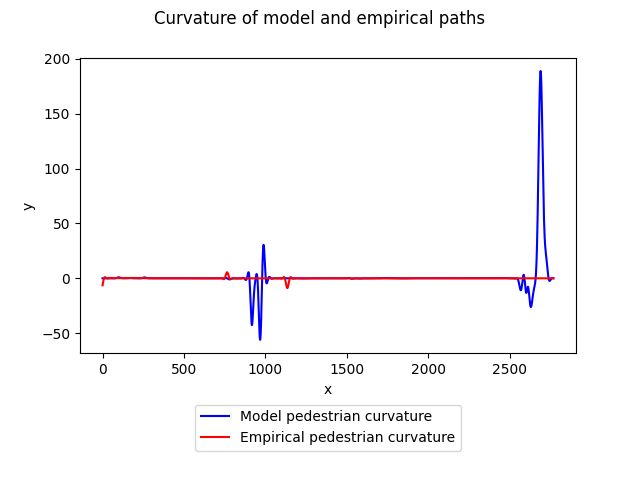 Curvature of model and empirical paths
200
150
100
50
0
−50
y
0 500 1000 1500 2000 2500
x
Model pedestrian curvature
Empirical pedestrian curvature